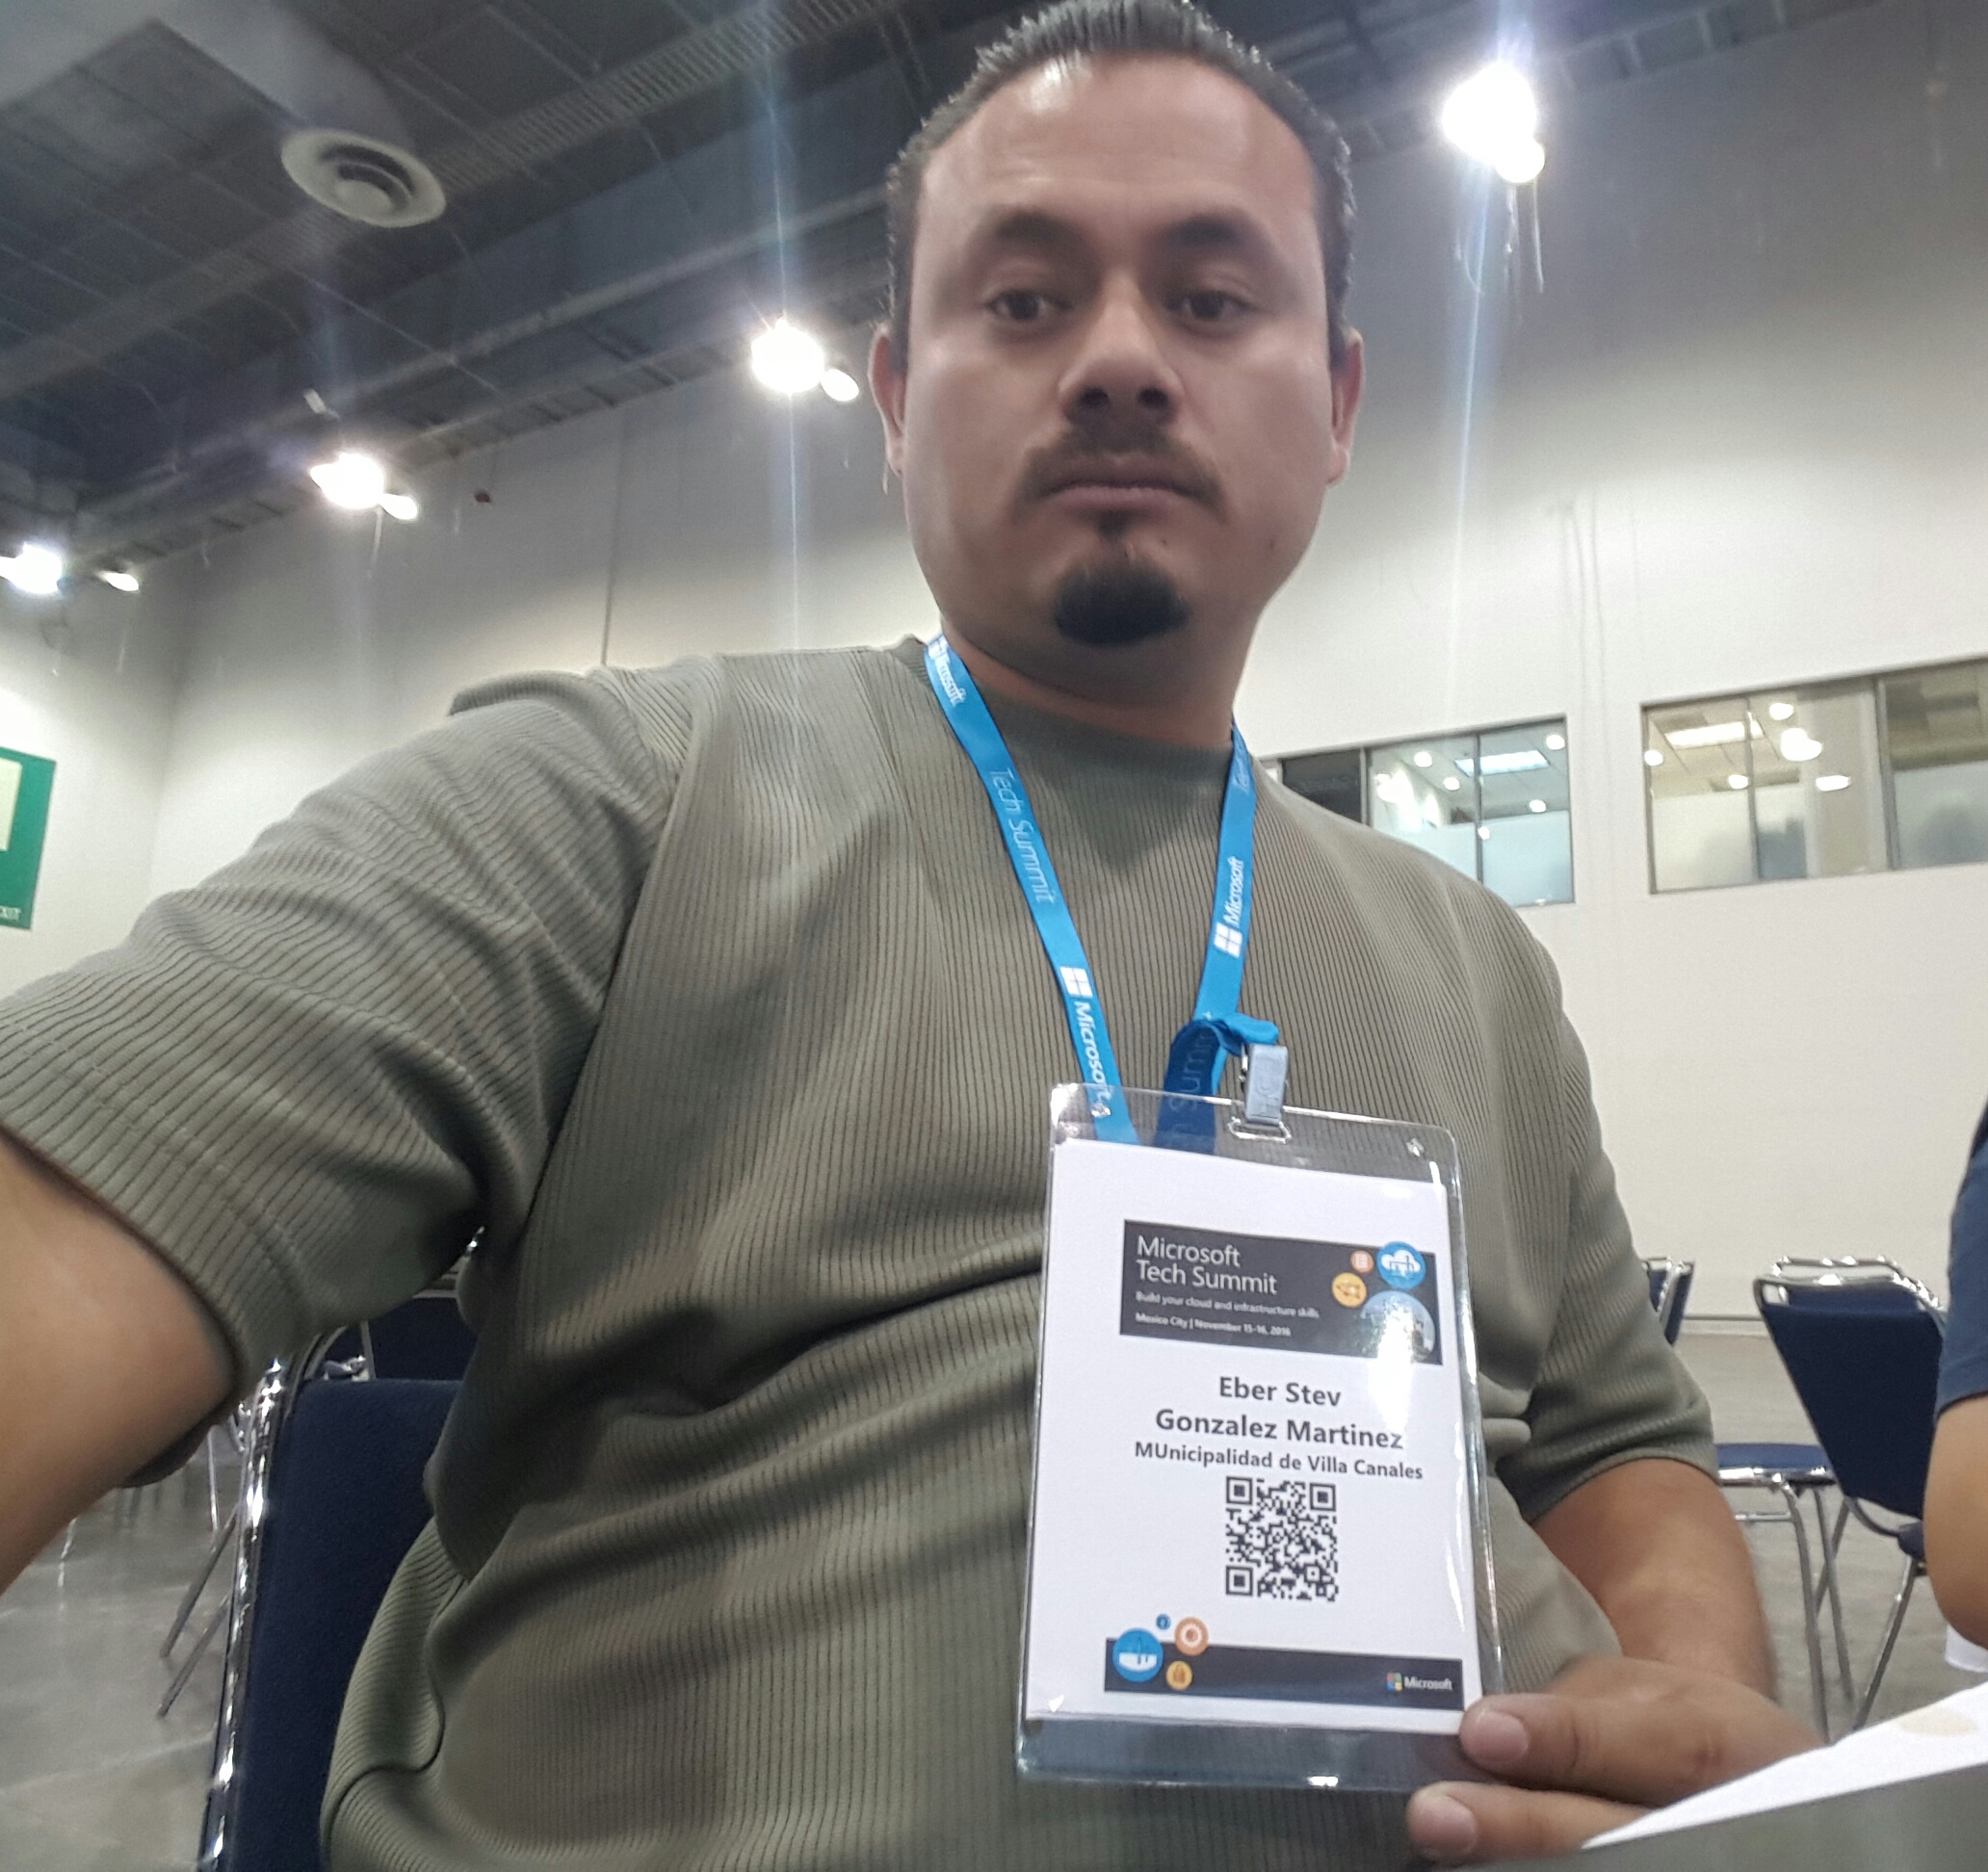 Microsoft
Tech Summit
Microsoft
Microsoft
Microsoft
Tech Summit
Build your cloud and infrastructure skills
Mexico City | November 15-16, 2016
Eber Stev
Gonzalez Martinez
MUnicipalidad de Villa Canales
Microsoft